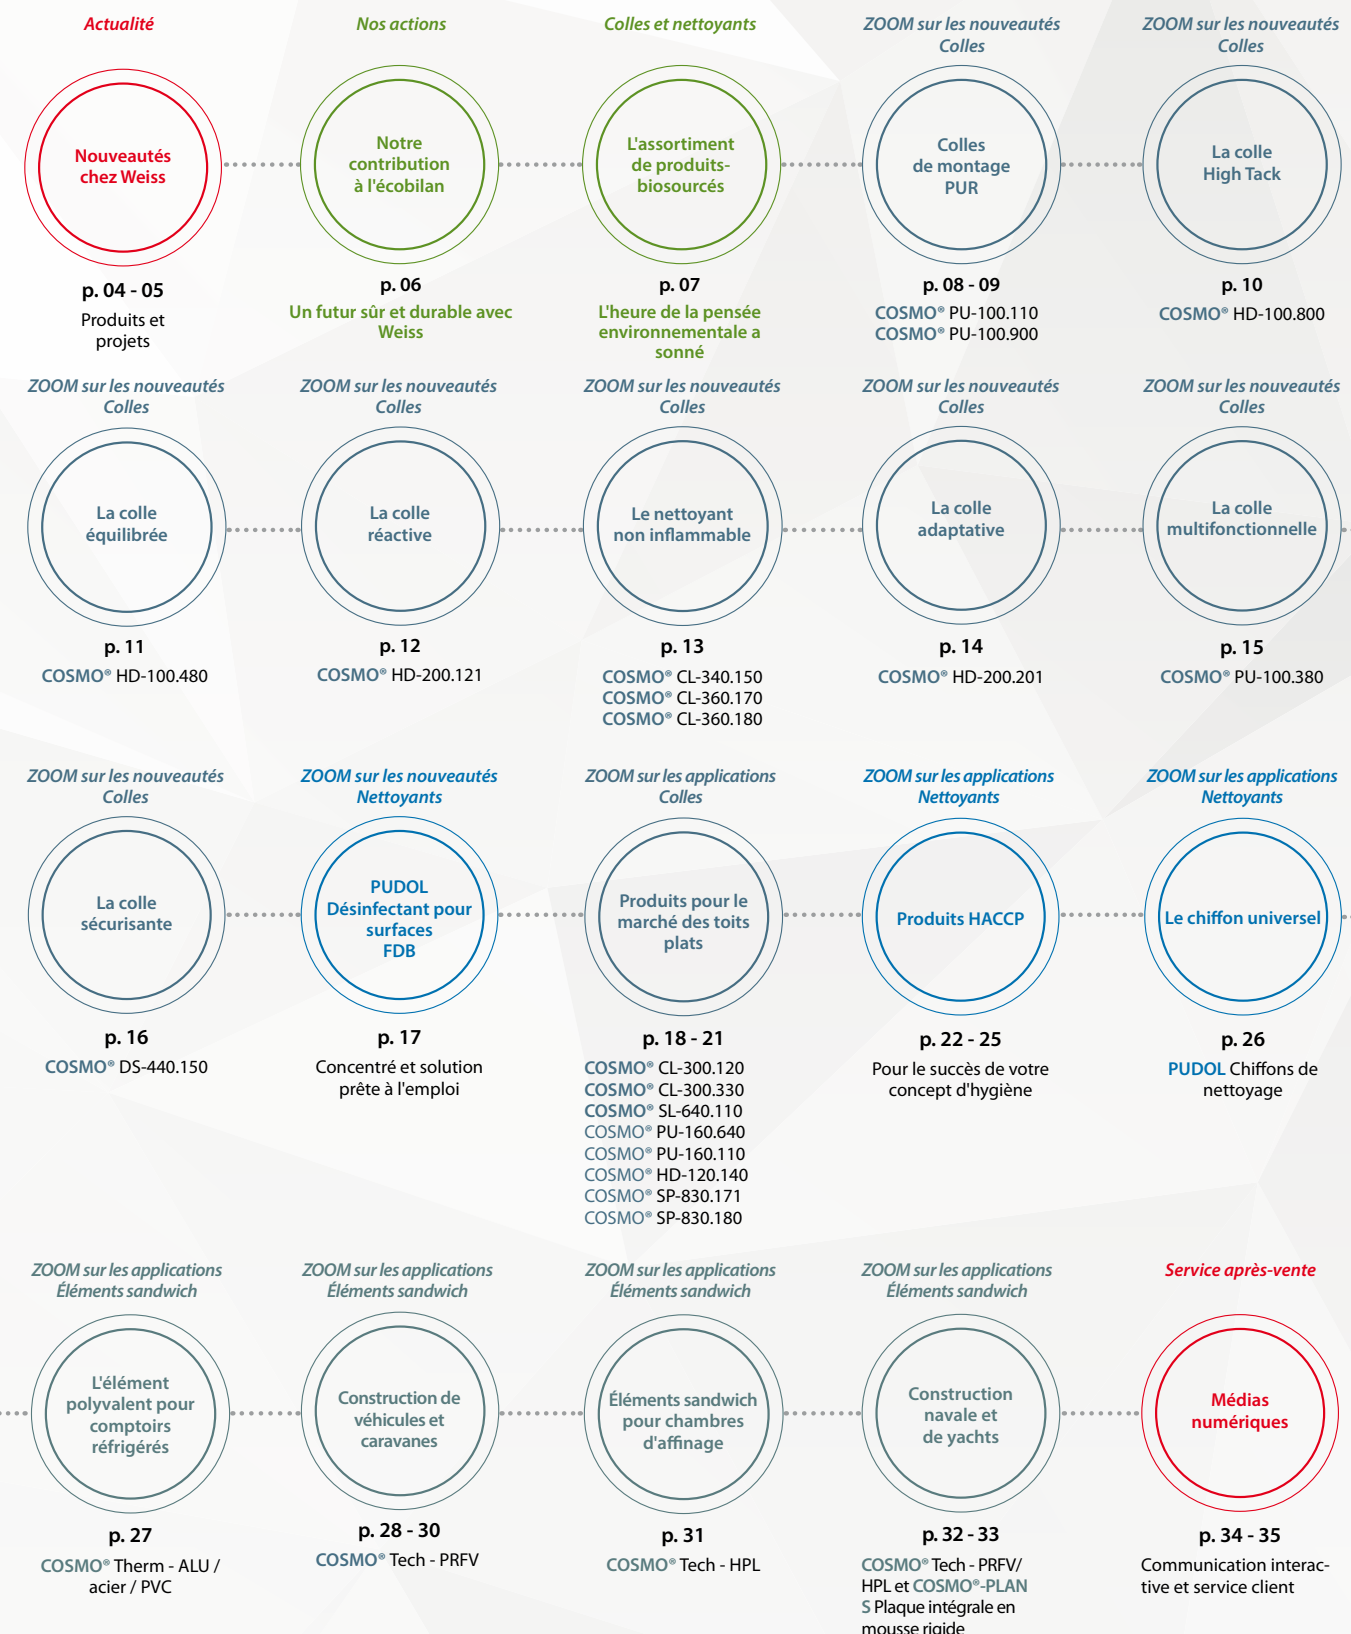 Actualité
Nouveautés
chez Weiss
p. 04 - 05
Produits et
projets
Nos actions
Notre
contribution
à l'écobilan
p. 06
Un futur sûr et durable avec
Weiss
Colles et nettoyants
L'assortiment
de produits-
biosourcés
p. 07
L'heure de la pensée
environnementale a
sonné
ZOOM sur les nouveautés
Colles
Colles
de montage
PUR
p. 08 - 09
COSMO® PU-100.110
COSMO® PU-100.900
ZOOM sur les nouveautés
Colles
La colle
High Tack
p. 10
COSMO® HD-100.800
ZOOM sur les nouveautés
Colles
La colle
équilibrée
p. 11
COSMO® HD-100.480
ZOOM sur les nouveautés
Colles
La colle
réactive
p. 12
COSMO® HD-200.121
ZOOM sur les nouveautés
Colles
Le nettoyant
non inflammable
p. 13
COSMO® CL-340.150
COSMO® CL-360.170
COSMO® CL-360.180
ZOOM sur les nouveautés
Colles
La colle
adaptative
p. 14
COSMO® HD-200.201
ZOOM sur les nouveautés
Colles
La colle
multifonctionnelle
p. 15
COSMO® PU-100.380
ZOOM sur les nouveautés
Colles
La colle
sécurisante
p. 16
COSMO® DS-440.150
ZOOM sur les nouveautés
Nettoyants
PUDOL
Désinfectant pour
surfaces
FDB
p. 17
Concentré et solution
prête à l'emploi
ZOOM sur les applications
Colles
Produits pour le
marché des toits
plats
p. 18 - 21
COSMO® CL-300.120
COSMO® CL-300.330
COSMO® SL-640.110
COSMO® PU-160.640
COSMO® PU-160.110
COSMO® HD-120.140
COSMO® SP-830.171
COSMO® SP-830.180
ZOOM sur les applications
Nettoyants
Produits HACCP
p. 22 - 25
Pour le succès de votre
concept d'hygiène
ZOOM sur les applications
Nettoyants
Le chiffon universel
p. 26
PUDOL Chiffons de
nettoyage
ZOOM sur les applications
Éléments sandwich
L'élément
polyvalent pour
comptoirs
réfrigérés
p. 27
COSMO® Therm - ALU /
acier / PVC
ZOOM sur les applications
Éléments sandwich
Construction de
véhicules et
caravanes
p. 28 - 30
COSMO® Tech - PRFV
ZOOM sur les applications
Éléments sandwich
Éléments sandwich
pour chambres
d'affinage
p. 31
COSMO® Tech - HPL
ZOOM sur les applications
Éléments sandwich
Construction
navale et
de yachts
p. 32 - 33
COSMO® Tech - PRFV/
HPL et COSMO®-PLAN
S Plaque intégrale en
mousse rigide
Service après-vente
Médias
numériques
p. 34 - 35
Communication interac-
tive et service client